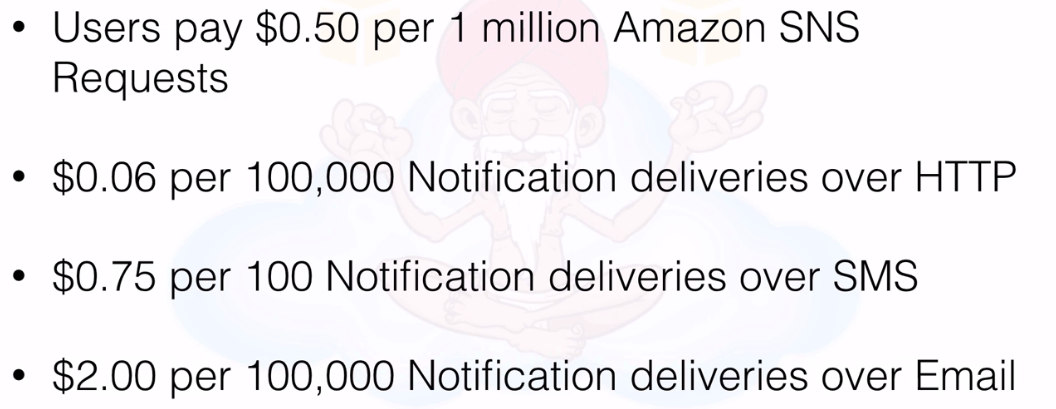 • Users pay $0.50 per 1 million Amazon SNS
Requests
• $0.06 per 100,000 Notification deliveries over HTTP
• $0.75 per 100 Notification deliveries over SMS
• $2.00 per 100,000 Notification deliveries over Email